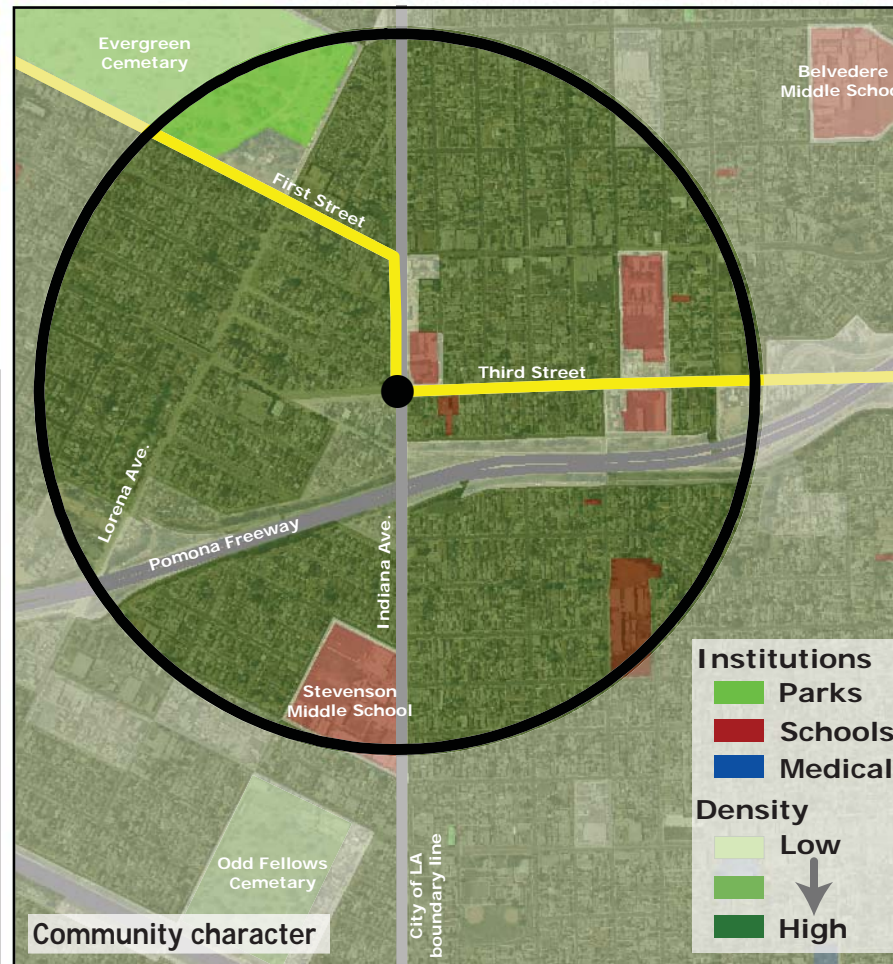 Evergreen
Cemetary
Belvedere
Middle Schoo
First Street
Third Street
Lorena Ave.
Pomona Freeway
Indiana Ave.
Stevenson
Middle School
Odd Fellows
Cemetary
City of LA
boundary line
Community character
Institutions
Parks
Schools
Medical
Density
Low
High